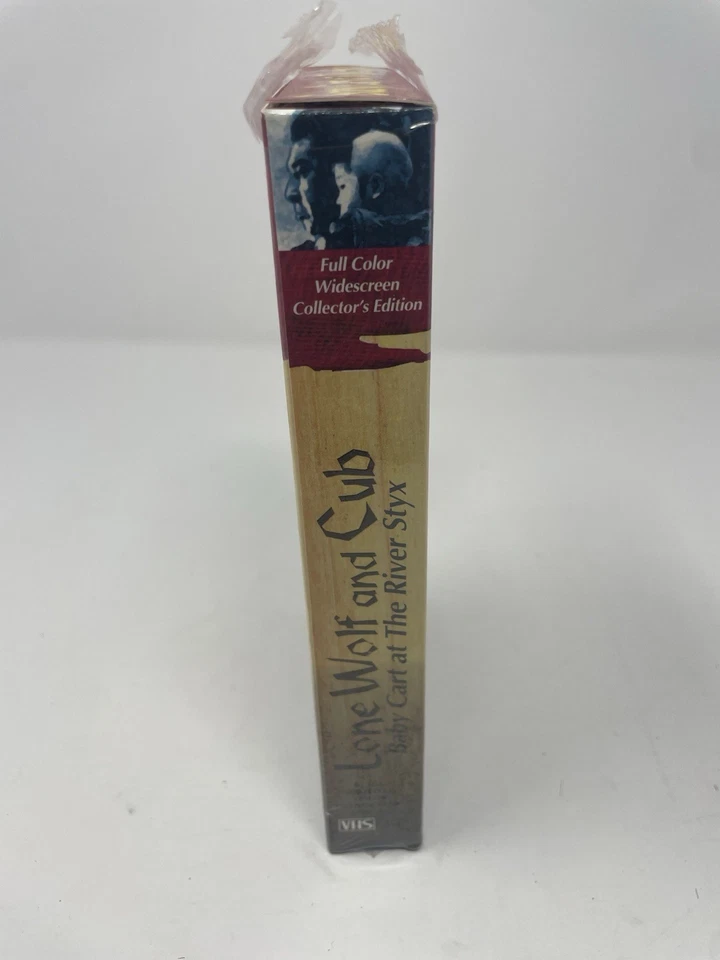 Full Color
Widescreen
Collector's Edition
Lone Wolf and Cub
Baby Cart at The River Styx
VHS